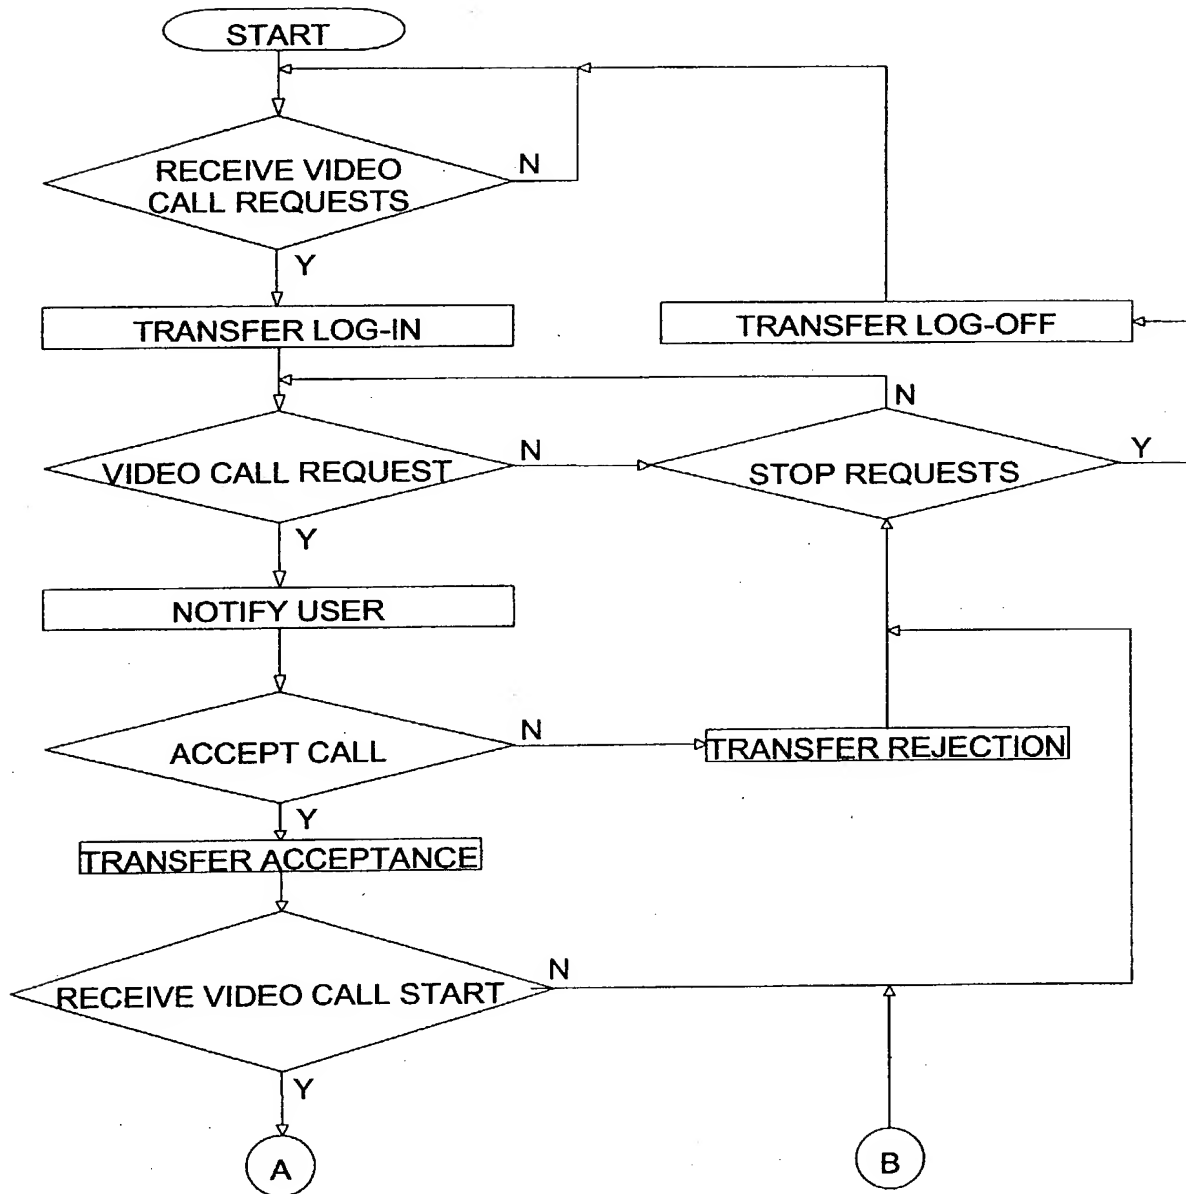 START
RECEIVE VIDEO
CALL REQUESTS
N
Y
TRANSFER LOG-IN
TRANSFER LOG-OFF
N
VIDEO CALL REQUEST
N
STOP REQUESTS
Y
Y
NOTIFY USER
ACCEPT CALL
N
TRANSFER REJECTION
Y
TRANSFER ACCEPTANCE
RECEIVE VIDEO CALL START
N
Y
A
B